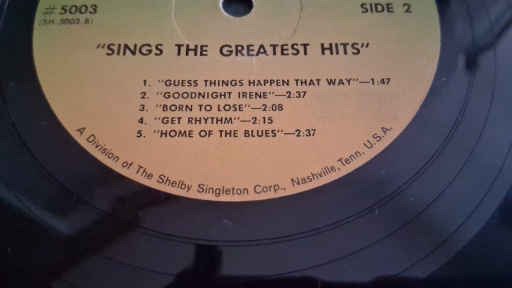 #5003
(SH.5003.B)
SIDE 2
"SINGS THE GREATEST HITS"
1. "GUESS THINGS HAPPEN THAT WAY"—1:47
2. "GOODNIGHT IRENE"—2:37
3. "BORN TO LOSE"—2:08
4. "GET RHYTHM"—2:15
5. "HOME OF THE BLUES"—2:37
A Division of The Shelby Singleton Corp., Nashville, Tenn. U.S.A.